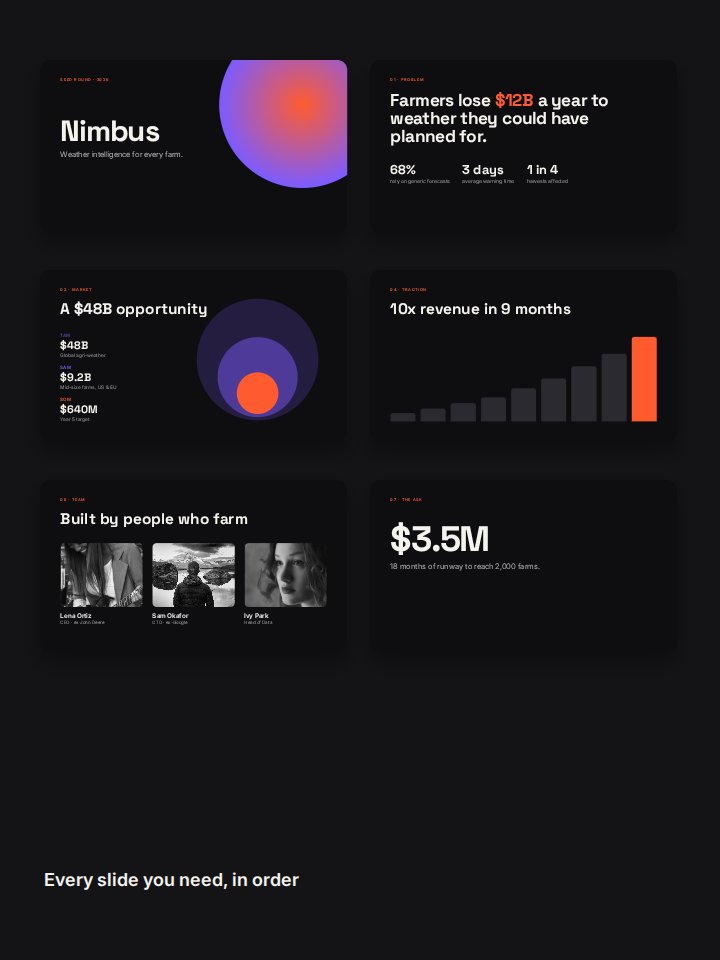 SEED ROUND · 2026
Nimbus
Weather intelligence for every farm.
01 · PROBLEM
Farmers lose $12B a year to
weather they could have
planned for.
68%
rely on generic forecasts
3 days
average warning time
1 in 4
harvests affected
03 · MARKET
A $48B opportunity
TAM
$48B
Global agri-weather
SAM
$9.2B
Mid-size farms, US & EU
SOM
$640M
Year 5 target
04 · TRACTION
10x revenue in 9 months
Built by people who farm
Lena Ortiz
CEO · ex-John Deere
Sam Okafor
CTO · ex-Google
Ivy Park
Head of Data
07 · THE ASK
$3.5M
18 months of runway to reach 2,000 farms.
Every slide you need, in order